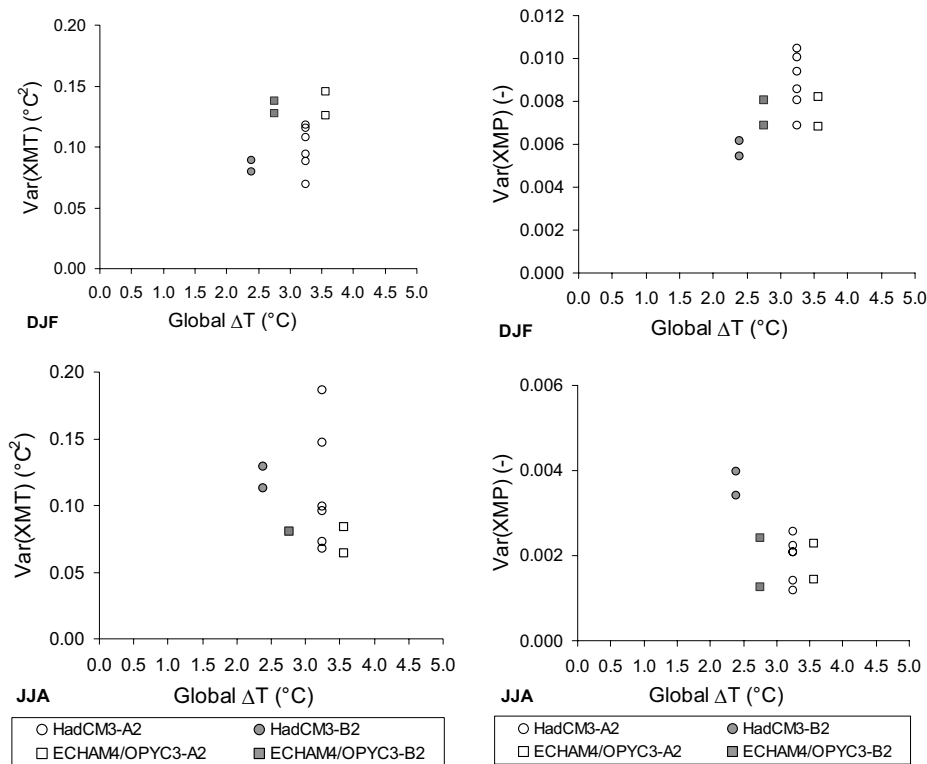 0.20
0.15
0.10
0.05
0.00
Var(XMT) (°C²)
0.0 0.5 1.0 1.5 2.0 2.5 3.0 3.5 4.0 4.5 5.0
DJF
Global ΔT (°C)
0.012
0.010
0.008
0.006
0.004
0.002
0.000
Var(XMP) (-)
0.0 0.5 1.0 1.5 2.0 2.5 3.0 3.5 4.0 4.5 5.0
DJF
Global ΔT (°C)
0.20
0.15
0.10
0.05
0.00
Var(XMT) (°C²)
0.0 0.5 1.0 1.5 2.0 2.5 3.0 3.5 4.0 4.5 5.0
JJA
Global ΔT (°C)
HadCM3-A2 HadCM3-B2
ECHAM4/OPYC3-A2 ECHAM4/OPYC3-B2
0.006
0.004
0.002
0.000
Var(XMP) (-)
0.0 0.5 1.0 1.5 2.0 2.5 3.0 3.5 4.0 4.5 5.0
JJA
Global ΔT (°C)
HadCM3-A2 HadCM3-B2
ECHAM4/OPYC3-A2 ECHAM4/OPYC3-B2